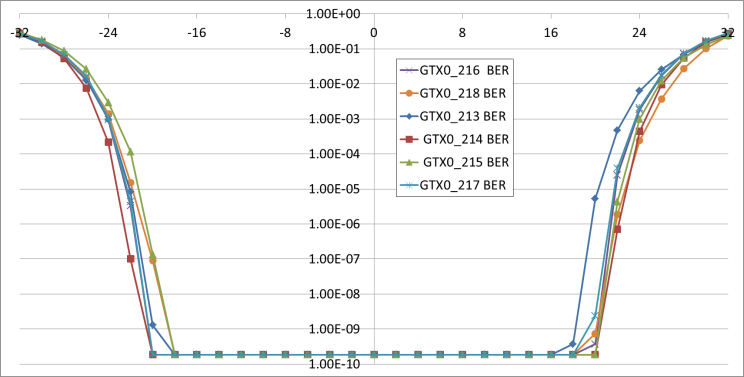 1.00E+00
-32 -24 -16 -8 0 8 16 24 32
1.00E-01
1.00E-02
1.00E-03
1.00E-04
1.00E-05
1.00E-06
1.00E-07
1.00E-08
1.00E-09
1.00E-10
GTX0_216 BER
GTX0_218 BER
GTX0_213 BER
GTX0_214 BER
GTX0_215 BER
GTX0_217 BER